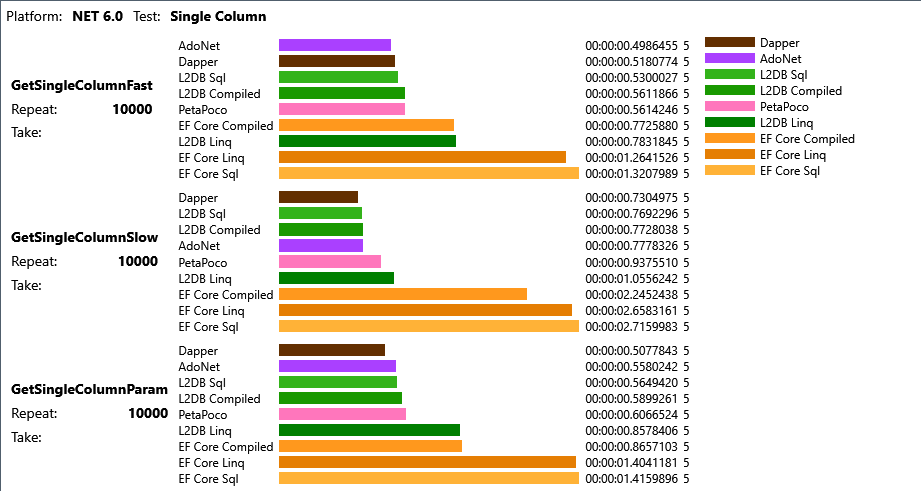 Platform: NET 6.0 Test: Single Column
GetSingleColumnFast
Repeat: 10000
Take:
AdoNet 00:00:00.4986455 5
Dapper 00:00:00.5180774 5
L2DB Sql 00:00:00.5300027 5
L2DB Compiled 00:00:00.5611866 5
PetaPoco 00:00:00.5614246 5
EF Core Compiled 00:00:00.7725880 5
L2DB Linq 00:00:00.7831845 5
EF Core Linq 00:00:01.2641526 5
EF Core Sql 00:00:01.3207989 5
GetSingleColumnSlow
Repeat: 10000
Take:
Dapper 00:00:00.7304975 5
L2DB Sql 00:00:00.7692296 5
L2DB Compiled 00:00:00.7728038 5
AdoNet 00:00:00.7778326 5
PetaPoco 00:00:00.9375510 5
L2DB Linq 00:00:01.0556242 5
EF Core Compiled 00:00:02.2452438 5
EF Core Linq 00:00:02.6583161 5
EF Core Sql 00:00:02.7159983 5
GetSingleColumnParam
Repeat: 10000
Take:
Dapper 00:00:00.5077843 5
AdoNet 00:00:00.5580242 5
L2DB Sql 00:00:00.5649420 5
L2DB Compiled 00:00:00.5899261 5
PetaPoco 00:00:00.6066524 5
L2DB Linq 00:00:00.8578406 5
EF Core Compiled 00:00:00.8657103 5
EF Core Linq 00:00:01.4041181 5
EF Core Sql 00:00:01.4159896 5
Dapper
AdoNet
L2DB Sql
L2DB Compiled
PetaPoco
L2DB Linq
EF Core Compiled
EF Core Linq
EF Core Sql